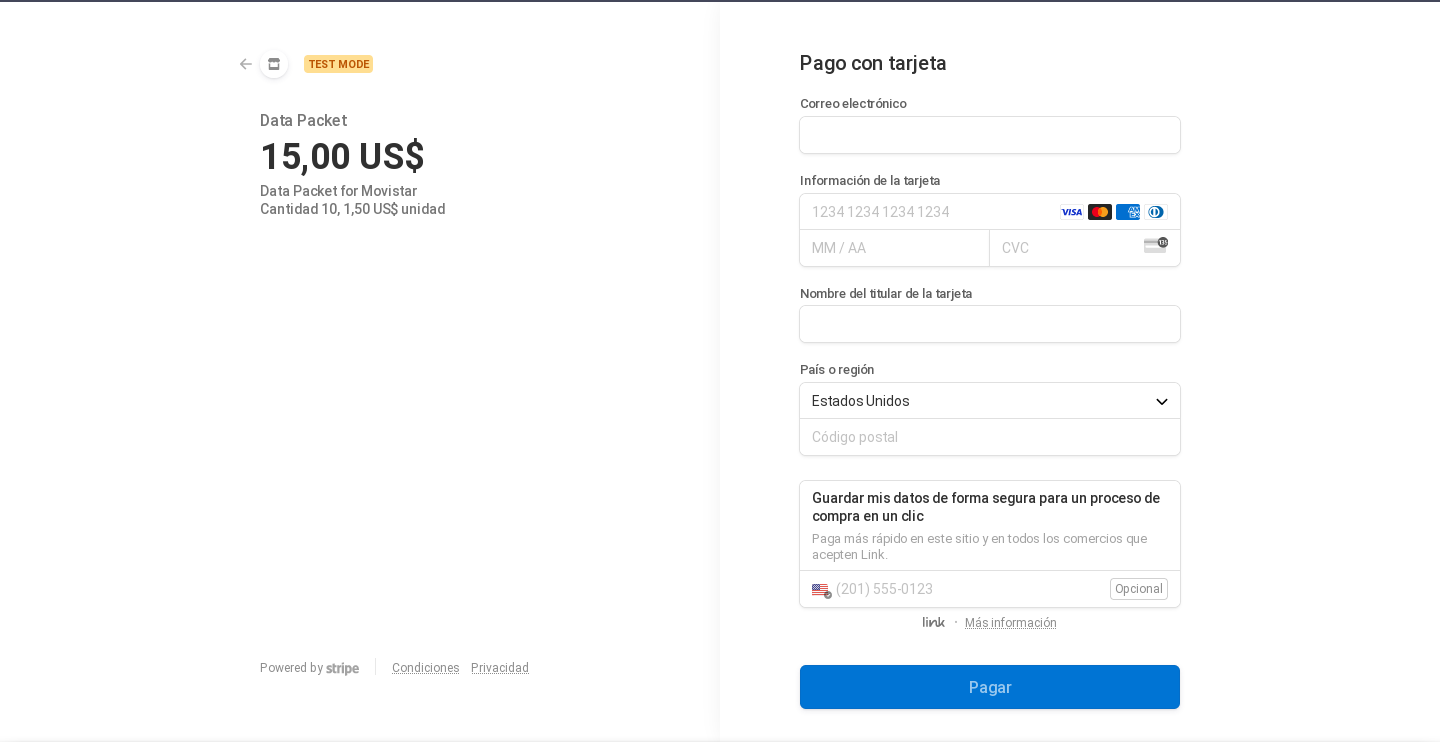 TEST MODE
Data Packet
15,00 US$
Data Packet for Movistar
Cantidad 10, 1,50 US$ unidad
Powered by stripe
Condiciones
Privacidad
Pago con tarjeta
Correo electrónico
Información de la tarjeta
1234 1234 1234 1234
VISA
MM / AA
CVC
135
Nombre del titular de la tarjeta
País o región
Estados Unidos
Código postal
Guardar mis datos de forma segura para un proceso de
compra en un clic
Paga más rápido en este sitio y en todos los comercios que
acepten Link.
(201) 555-0123
Opcional
link · Más información
Pagar